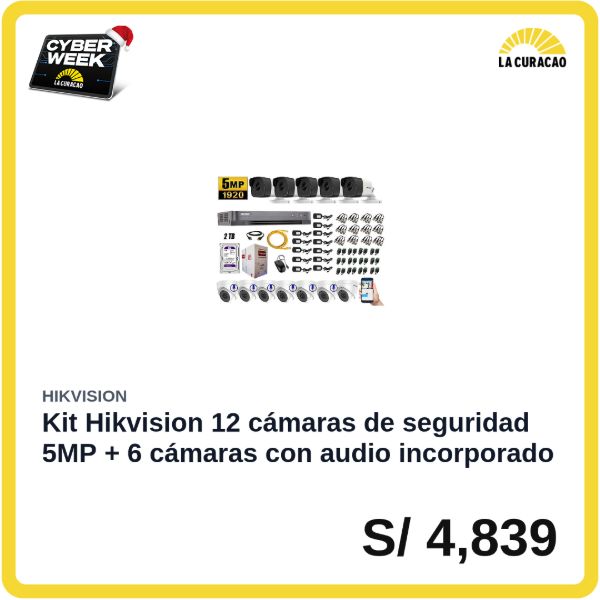 CYBER
WEEK
LA CURACAO
LA CURACAO
5MP
1920
2 TB
HIKVISION
Kit Hikvision 12 cámaras de seguridad
5MP + 6 cámaras con audio incorporado
S/ 4,839